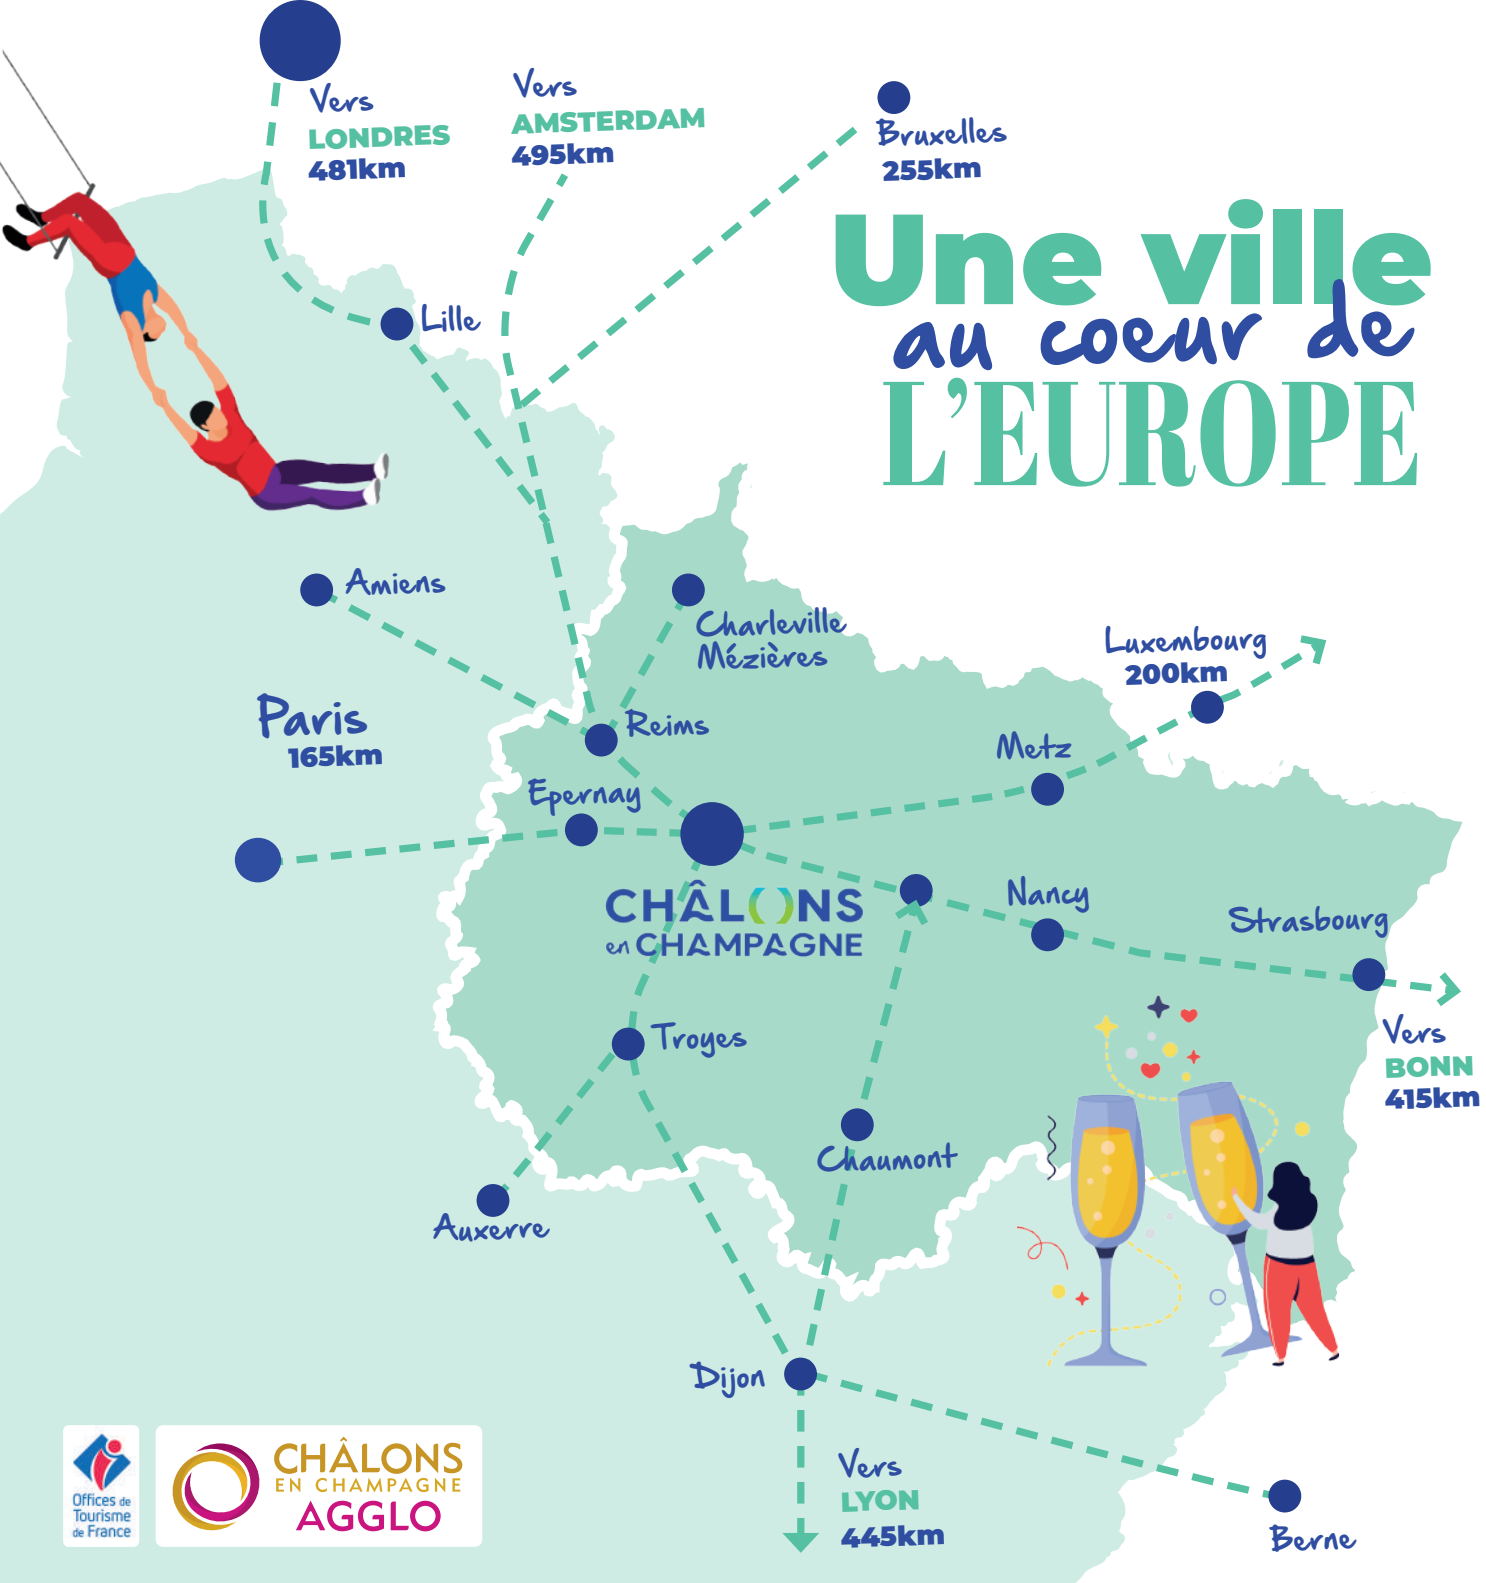 Vers
LONDRES
481km
Vers
AMSTERDAM
495km
Bruxelles
255km
Une ville
au coeur de
L'EUROPE
Lille
Amiens
Charleville
Mézières
Luxembourg
200km
Paris
165km
Reims
Metz
Epernay
CHÂLONS
en CHAMPAGNE
Nancy
Strasbourg
Vers
BONN
415km
Troyes
Chaumont
Auxerre
Dijon
Vers
LYON
445km
Berne
Offices de
Tourisme
de France
CHÂLONS
EN CHAMPAGNE
AGGLO